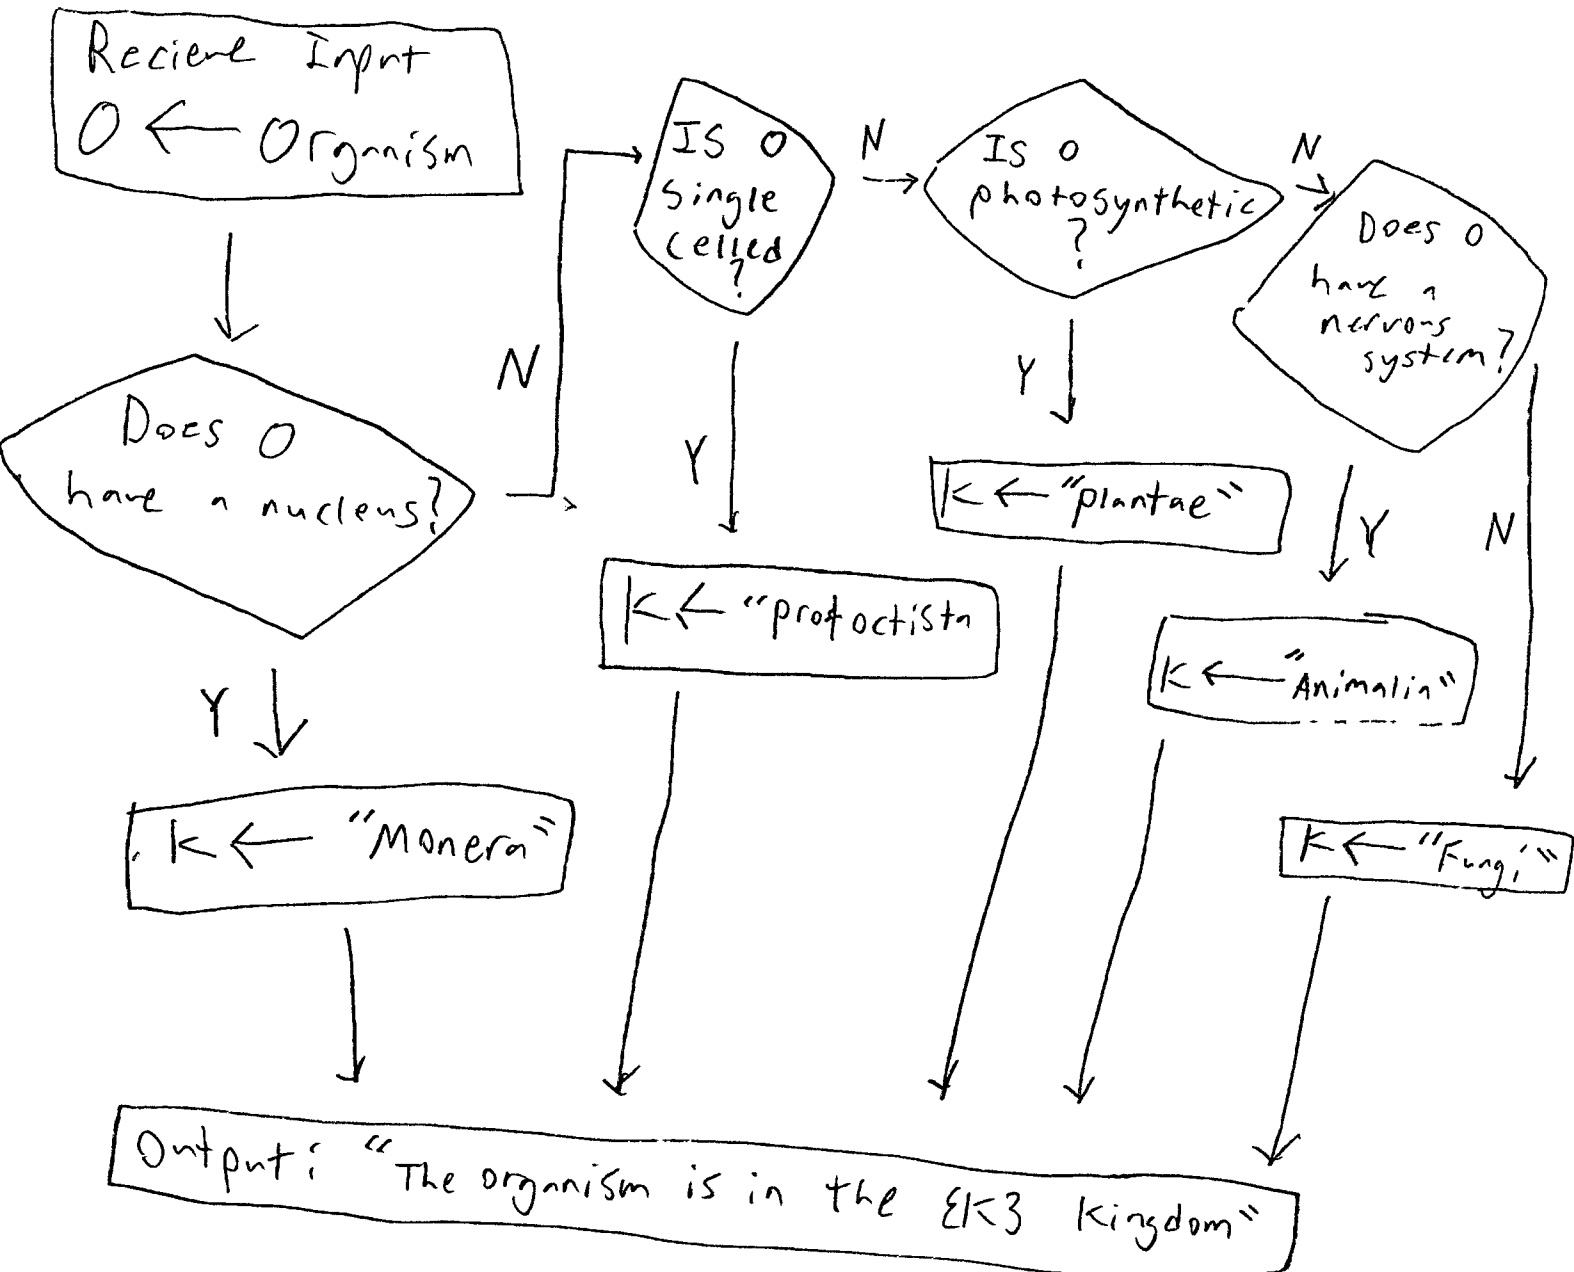 Recieve Input
O ← Organism
Does O
have a nucleus?
N
Y
K ← "Monera"
Is O
single
celled
?
N
Y
K ← "protoctista
Is O
photosynthetic
?
N
Y
K ← "plantae"
Does O
have a
nervous
system?
Y
N
K ← "Animalia"
K ← "Fungi"
Output: "The organism is in the {K} Kingdom"